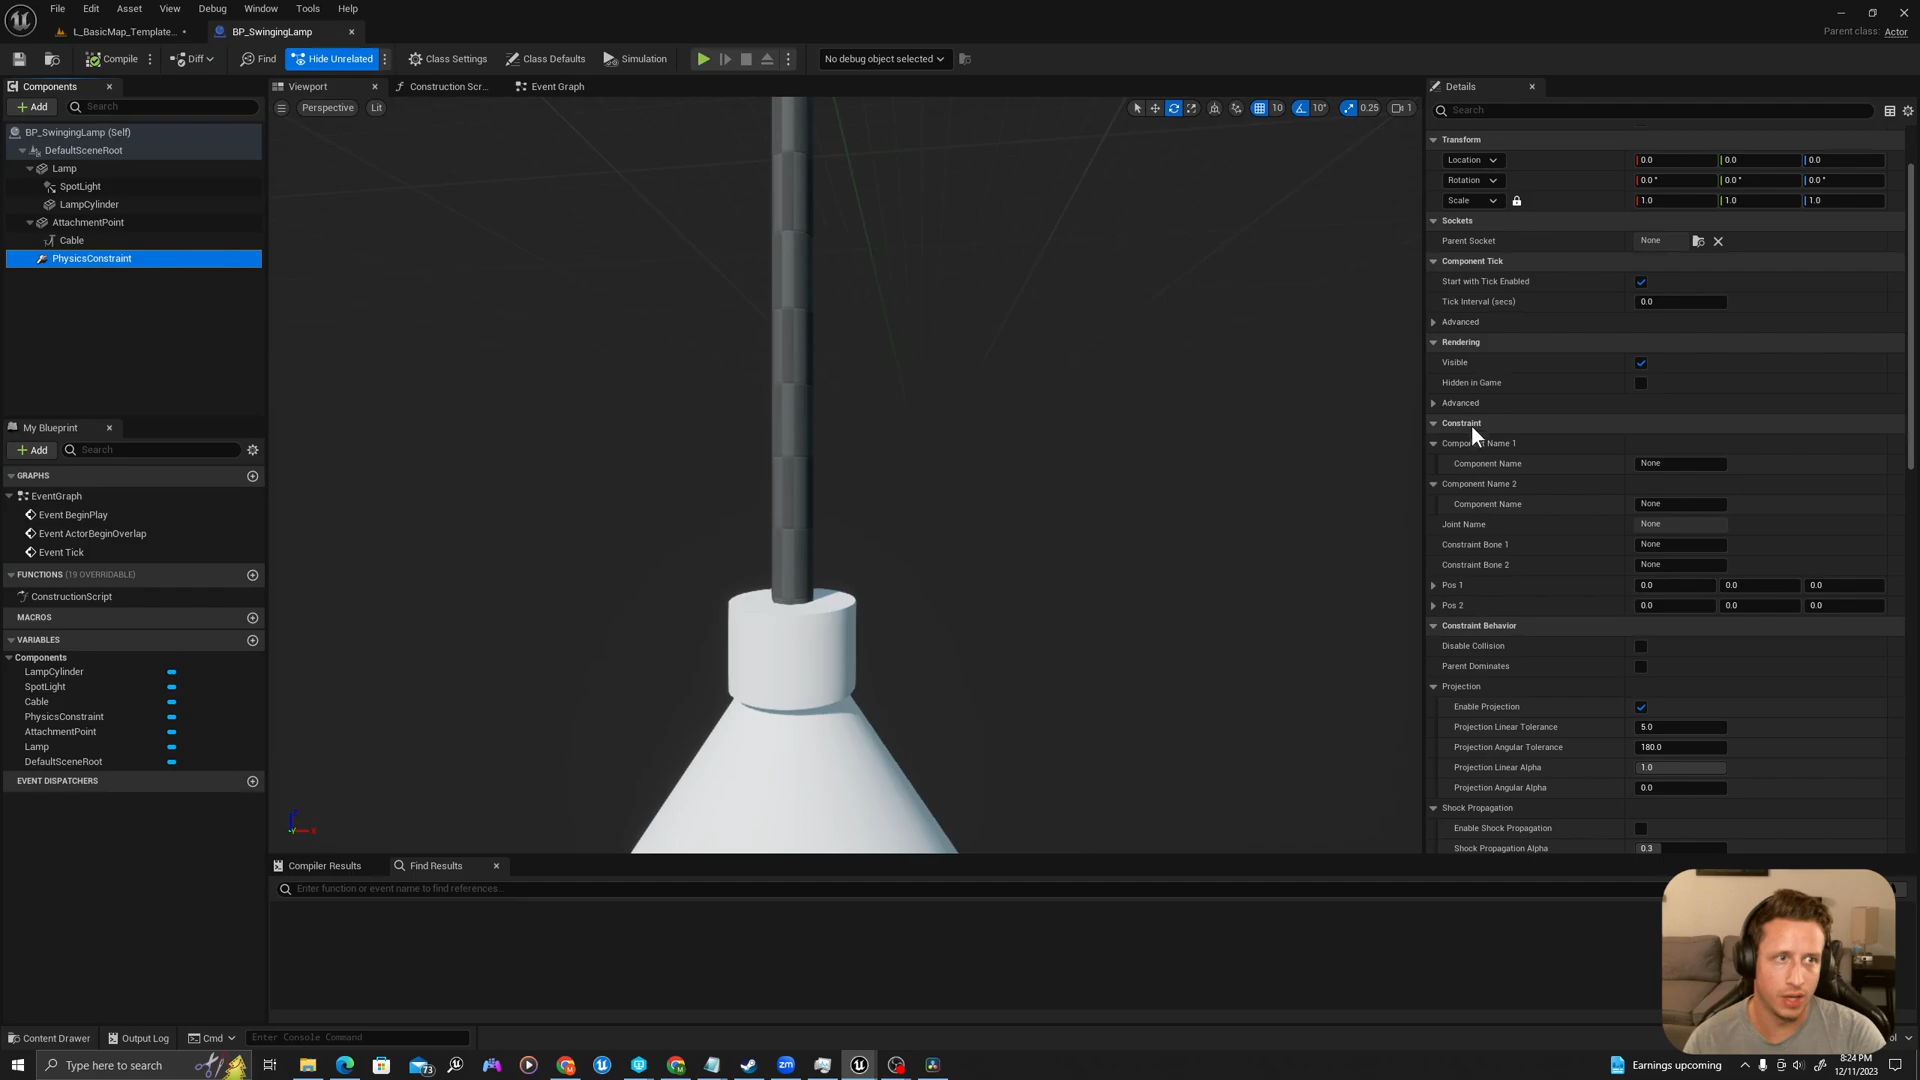 File Edit Asset View Debug Window Tools Help
L_BasicMap_Template... • BP_SwingingLamp
Parent class: Actor
Compile Diff Find Hide Unrelated Class Settings Class Defaults Simulation No debug object selected
Components
Viewport Construction Scr... Event Graph
Details
Add Search
Perspective Lit
10 10° 0.25 1
Search
BP_SwingingLamp (Self)
DefaultSceneRoot
Lamp
SpotLight
LampCylinder
AttachmentPoint
Cable
PhysicsConstraint
My Blueprint
Add Search
GRAPHS
EventGraph
Event BeginPlay
Event ActorBeginOverlap
Event Tick
FUNCTIONS (19 OVERRIDABLE)
ConstructionScript
MACROS
VARIABLES
Components
LampCylinder
SpotLight
Cable
PhysicsConstraint
AttachmentPoint
Lamp
DefaultSceneRoot
EVENT DISPATCHERS
Transform
Location 0.0 0.0 0.0
Rotation 0.0 ° 0.0 ° 0.0 °
Scale 1.0 1.0 1.0
Sockets
Parent Socket None
Component Tick
Start with Tick Enabled
Tick Interval (secs) 0.0
Advanced
Rendering
Visible
Hidden in Game
Advanced
Constraint
Component Name 1
Component Name None
Component Name 2
Component Name None
Joint Name None
Constraint Bone 1 None
Constraint Bone 2 None
Pos 1 0.0 0.0 0.0
Pos 2 0.0 0.0 0.0
Constraint Behavior
Disable Collision
Parent Dominates
Projection
Enable Projection
Projection Linear Tolerance 5.0
Projection Angular Tolerance 180.0
Projection Linear Alpha 1.0
Projection Angular Alpha 0.0
Shock Propagation
Enable Shock Propagation
Shock Propagation Alpha 0.3
Compiler Results Find Results
Enter function or event name to find references...
Content Drawer Output Log Cmd Enter Console Command
Type here to search
73
zm
Earnings upcoming
8:24 PM
12/11/2023